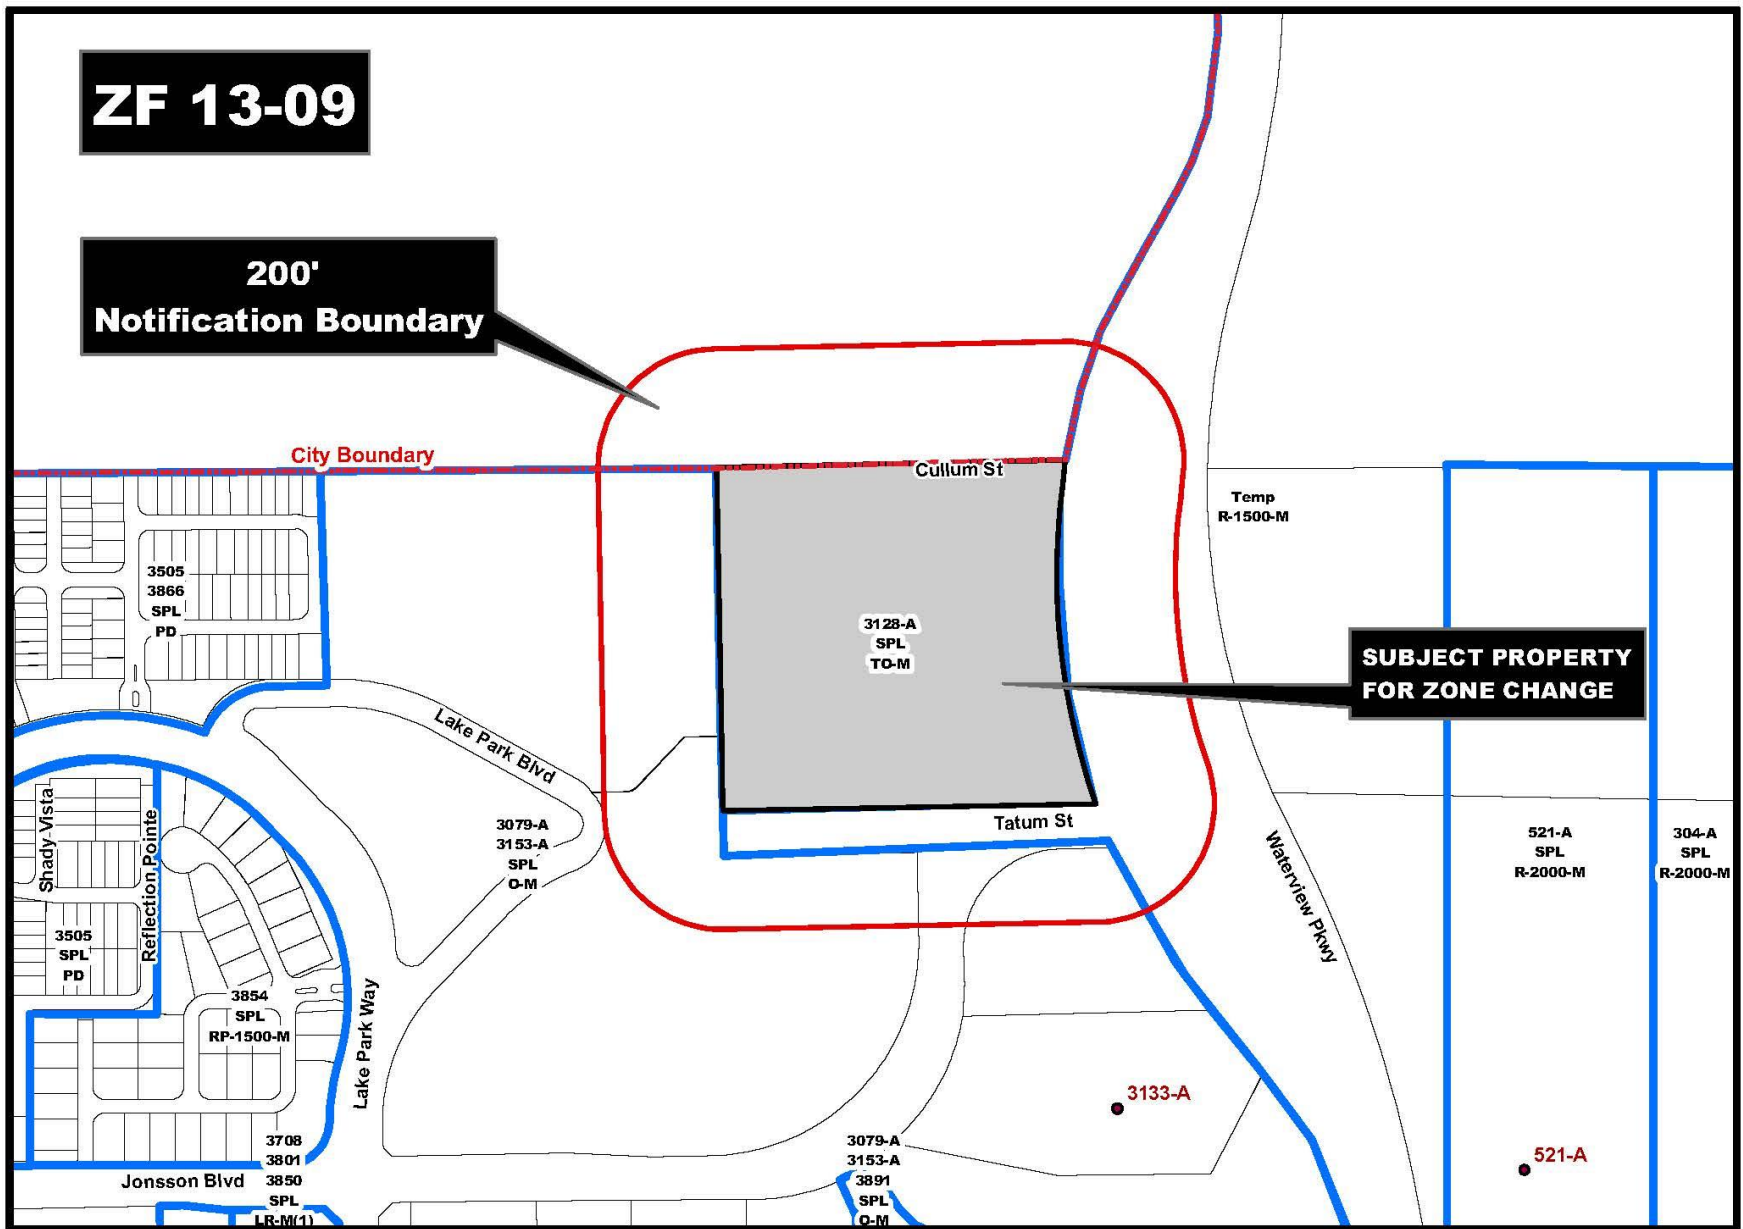 ZF 13-09
200'
Notification Boundary
City Boundary
Cullum St
Temp
R-1500-M
3505
3866
SPL
PD
3128-A
SPL
TO-M
SUBJECT PROPERTY
FOR ZONE CHANGE
Lake Park Blvd
Tatum St
3079-A
3153-A
SPL
O-M
Shady Vista
Reflection Pointe
Waterview Pkwy
521-A
SPL
R-2000-M
304-A
SPL
R-2000-M
3505
SPL
PD
3854
SPL
RP-1500-M
Lake Park Way
3133-A
521-A
3708
3801
3850
SPL
LR-M(1)
Jonsson Blvd
3079-A
3153-A
3891
SPL
O-M